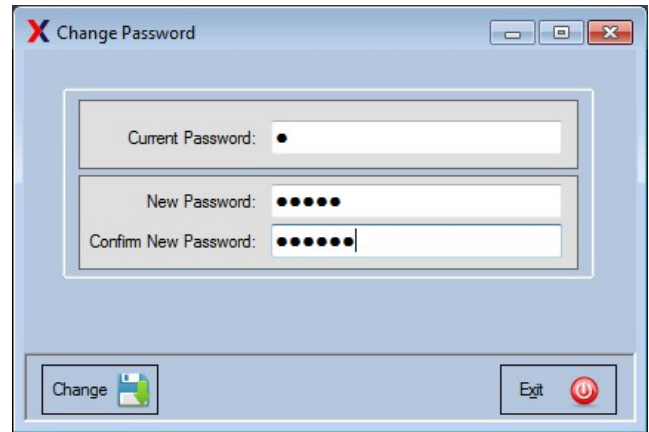 Change Password
Current Password: ●
New Password: ●●●●●
Confirm New Password: ●●●●●●
Change
Exit